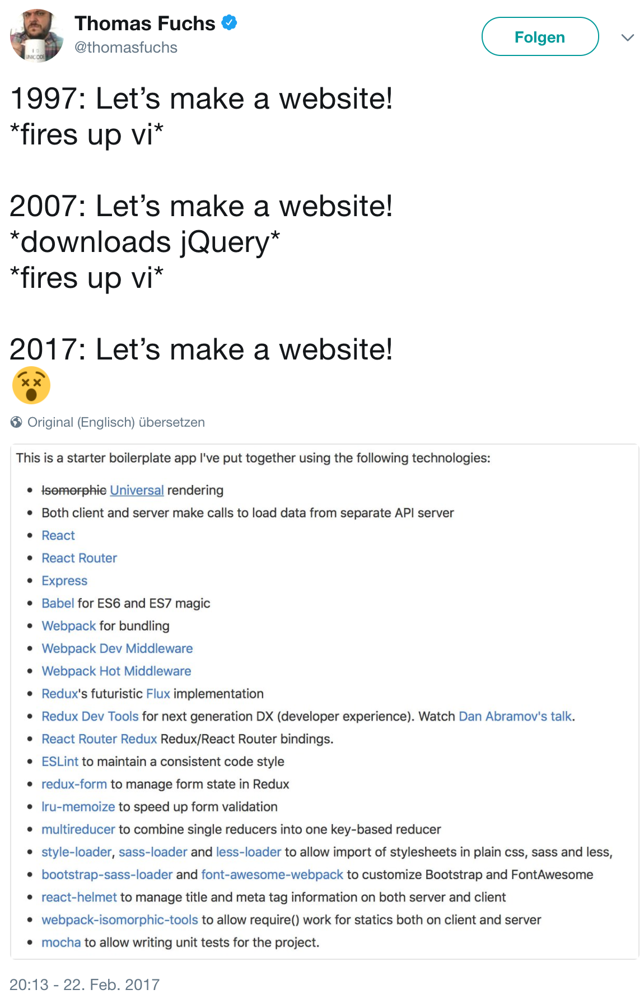 Thomas Fuchs
@thomasfuchs
Folgen
1997: Let’s make a website!
*fires up vi*
2007: Let’s make a website!
*downloads jQuery*
*fires up vi*
2017: Let’s make a website!
Original (Englisch) übersetzen
This is a starter boilerplate app I've put together using the following technologies:
• Isomorphic Universal rendering
• Both client and server make calls to load data from separate API server
• React
• React Router
• Express
• Babel for ES6 and ES7 magic
• Webpack for bundling
• Webpack Dev Middleware
• Webpack Hot Middleware
• Redux's futuristic Flux implementation
• Redux Dev Tools for next generation DX (developer experience). Watch Dan Abramov's talk.
• React Router Redux Redux/React Router bindings.
• ESLint to maintain a consistent code style
• redux-form to manage form state in Redux
• lru-memoize to speed up form validation
• multireducer to combine single reducers into one key-based reducer
• style-loader, sass-loader and less-loader to allow import of stylesheets in plain css, sass and less,
• bootstrap-sass-loader and font-awesome-webpack to customize Bootstrap and FontAwesome
• react-helmet to manage title and meta tag information on both server and client
• webpack-isomorphic-tools to allow require() work for statics both on client and server
• mocha to allow writing unit tests for the project.
20:13 - 22. Feb. 2017